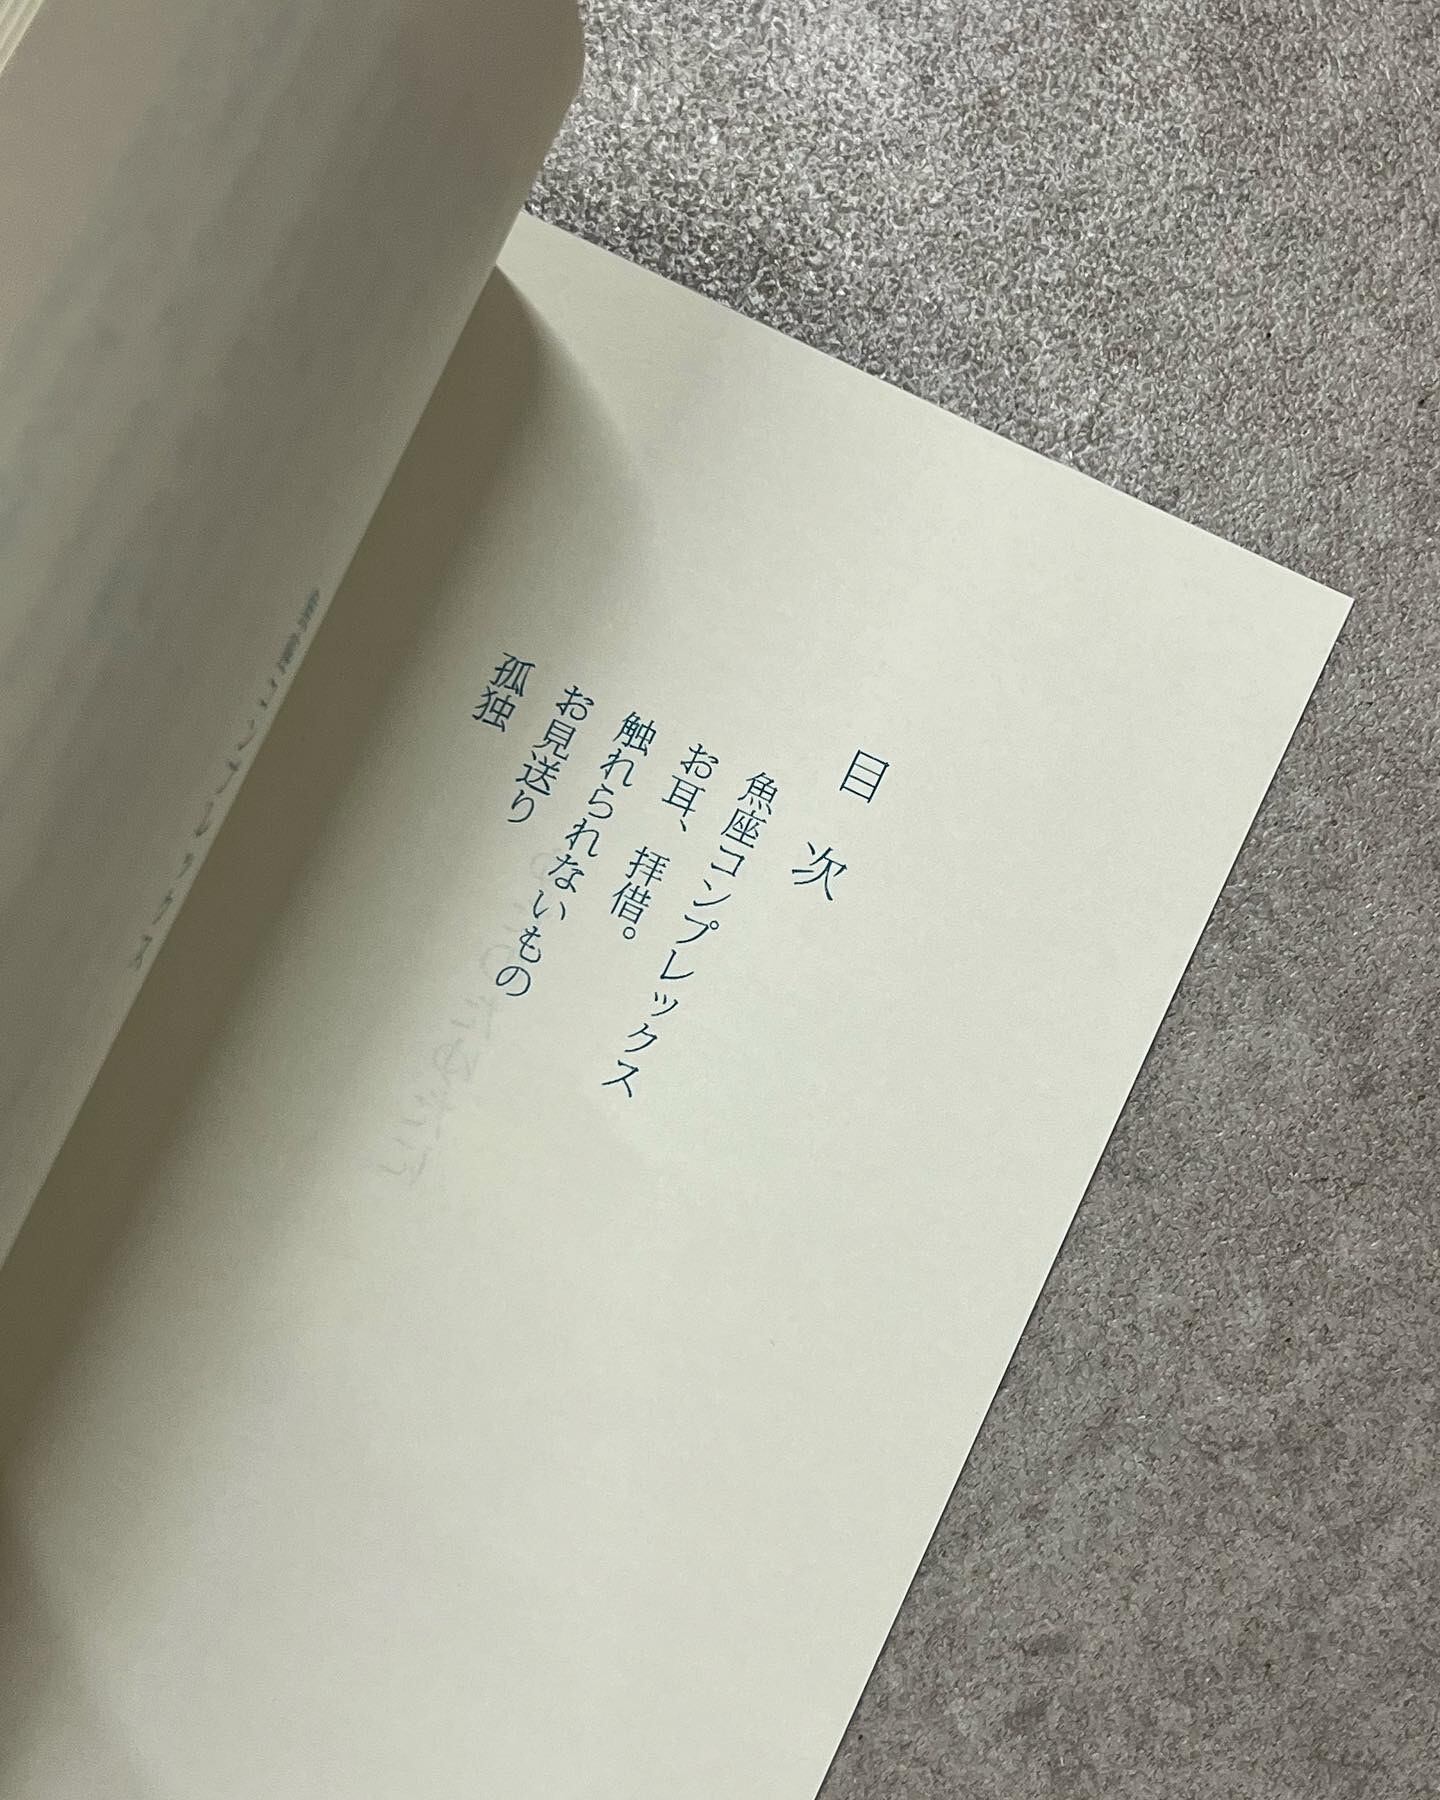 目次
魚座コンプレックス
お耳、拝借。
触れられないもの
お見送り
孤独